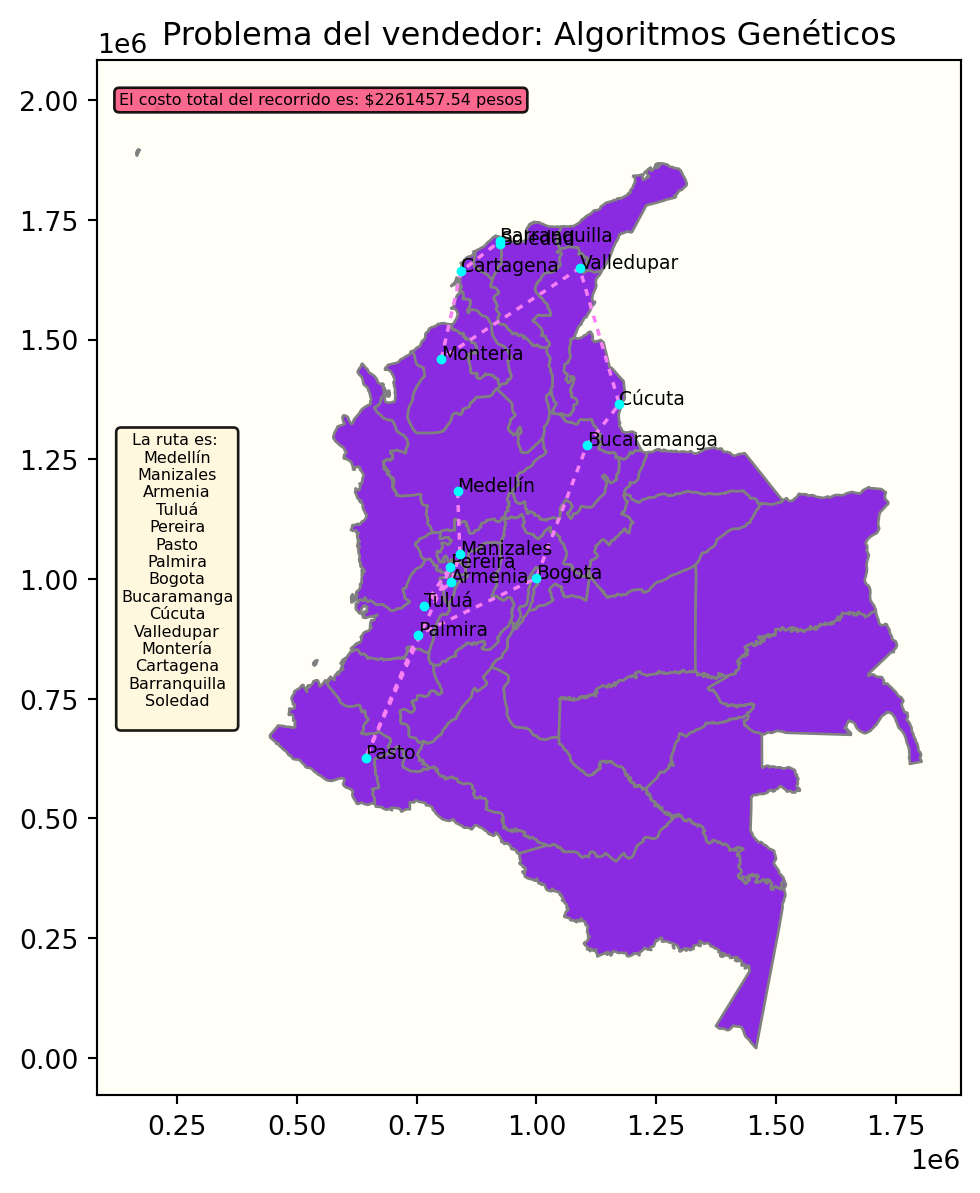 Problema del vendedor: Algoritmos Genéticos
1e6
El costo total del recorrido es: $2261457.54 pesos
2.00
1.75
1.50
1.25
1.00
0.75
0.50
0.25
0.00
Barranquilla
Soledad
Cartagena
Valledupar
Montería
Cúcuta
Bucaramanga
Medellín
Manizales
Pereira
Armenia
Bogota
Tuluá
Palmira
Pasto
La ruta es:
Medellín
Manizales
Armenia
Tuluá
Pereira
Pasto
Palmira
Bogota
Bucaramanga
Cúcuta
Valledupar
Montería
Cartagena
Barranquilla
Soledad
0.25 0.50 0.75 1.00 1.25 1.50 1.75
1e6